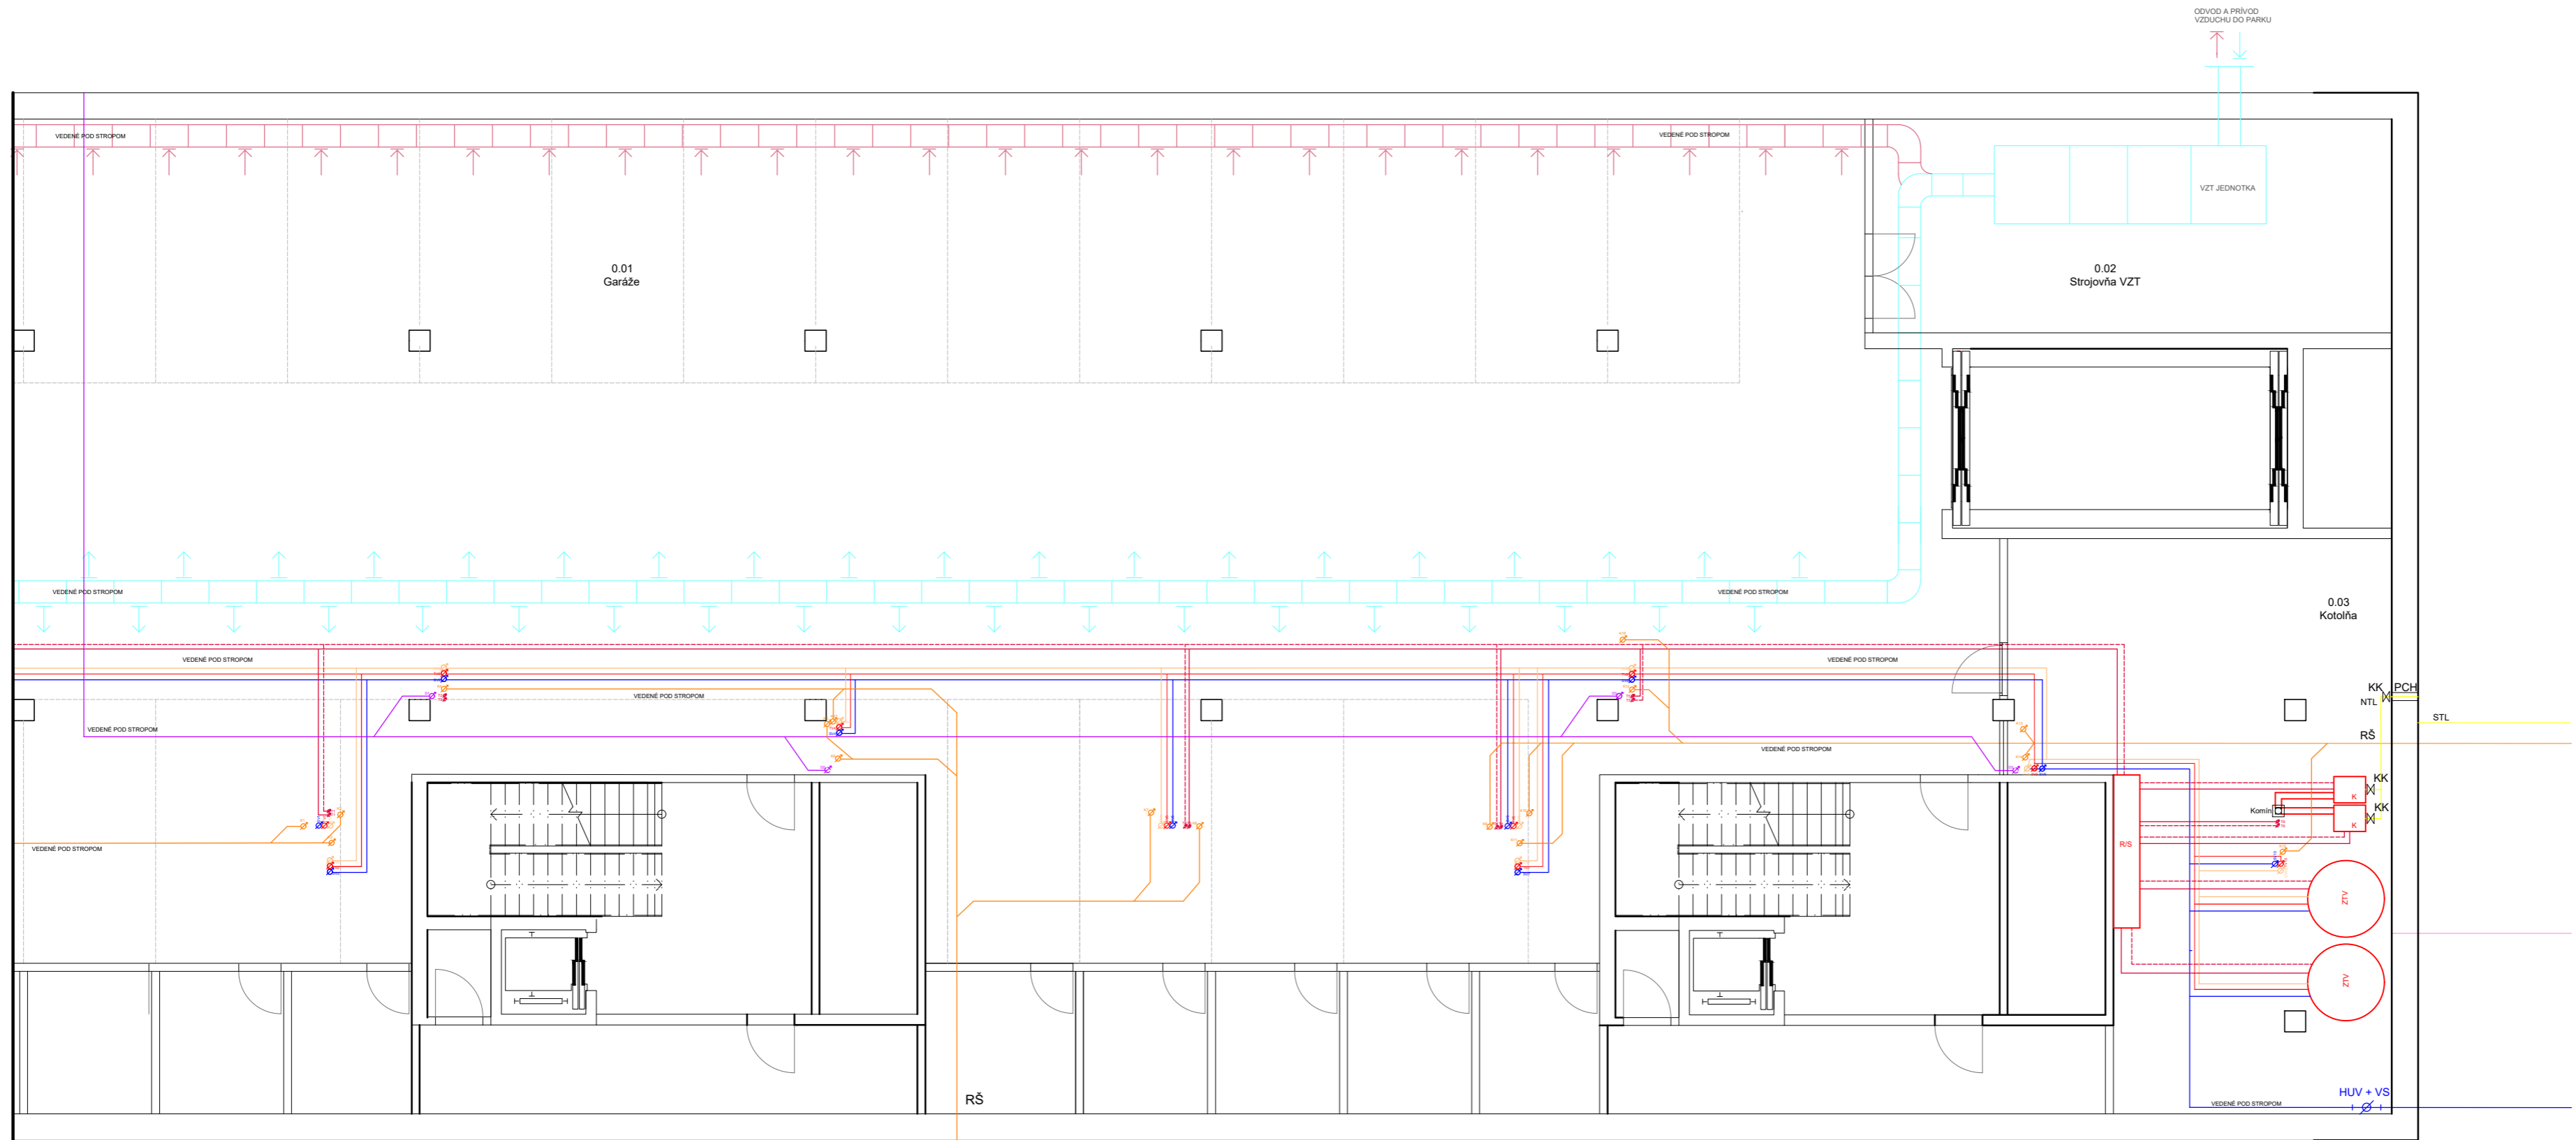 ODVOD A PRÍVOD
VZDUCHU DO PARKU
VEDENÉ POD STROPOM
VEDENÉ POD STROPOM
VZT JEDNOTKA
0.01
Garáže
0.02
Strojovňa VZT
VEDENÉ POD STROPOM
VEDENÉ POD STROPOM
0.03
Kotolňa
VEDENÉ POD STROPOM
VEDENÉ POD STROPOM
VEDENÉ POD STROPOM
KK
PCH
NTL
STL
VEDENÉ POD STROPOM
RŠ
VEDENÉ POD STROPOM
KK
K
KK
Komín
K
R/S
VEDENÉ POD STROPOM
ZTV
ZTV
RŠ
HUV + VS
VEDENÉ POD STROPOM